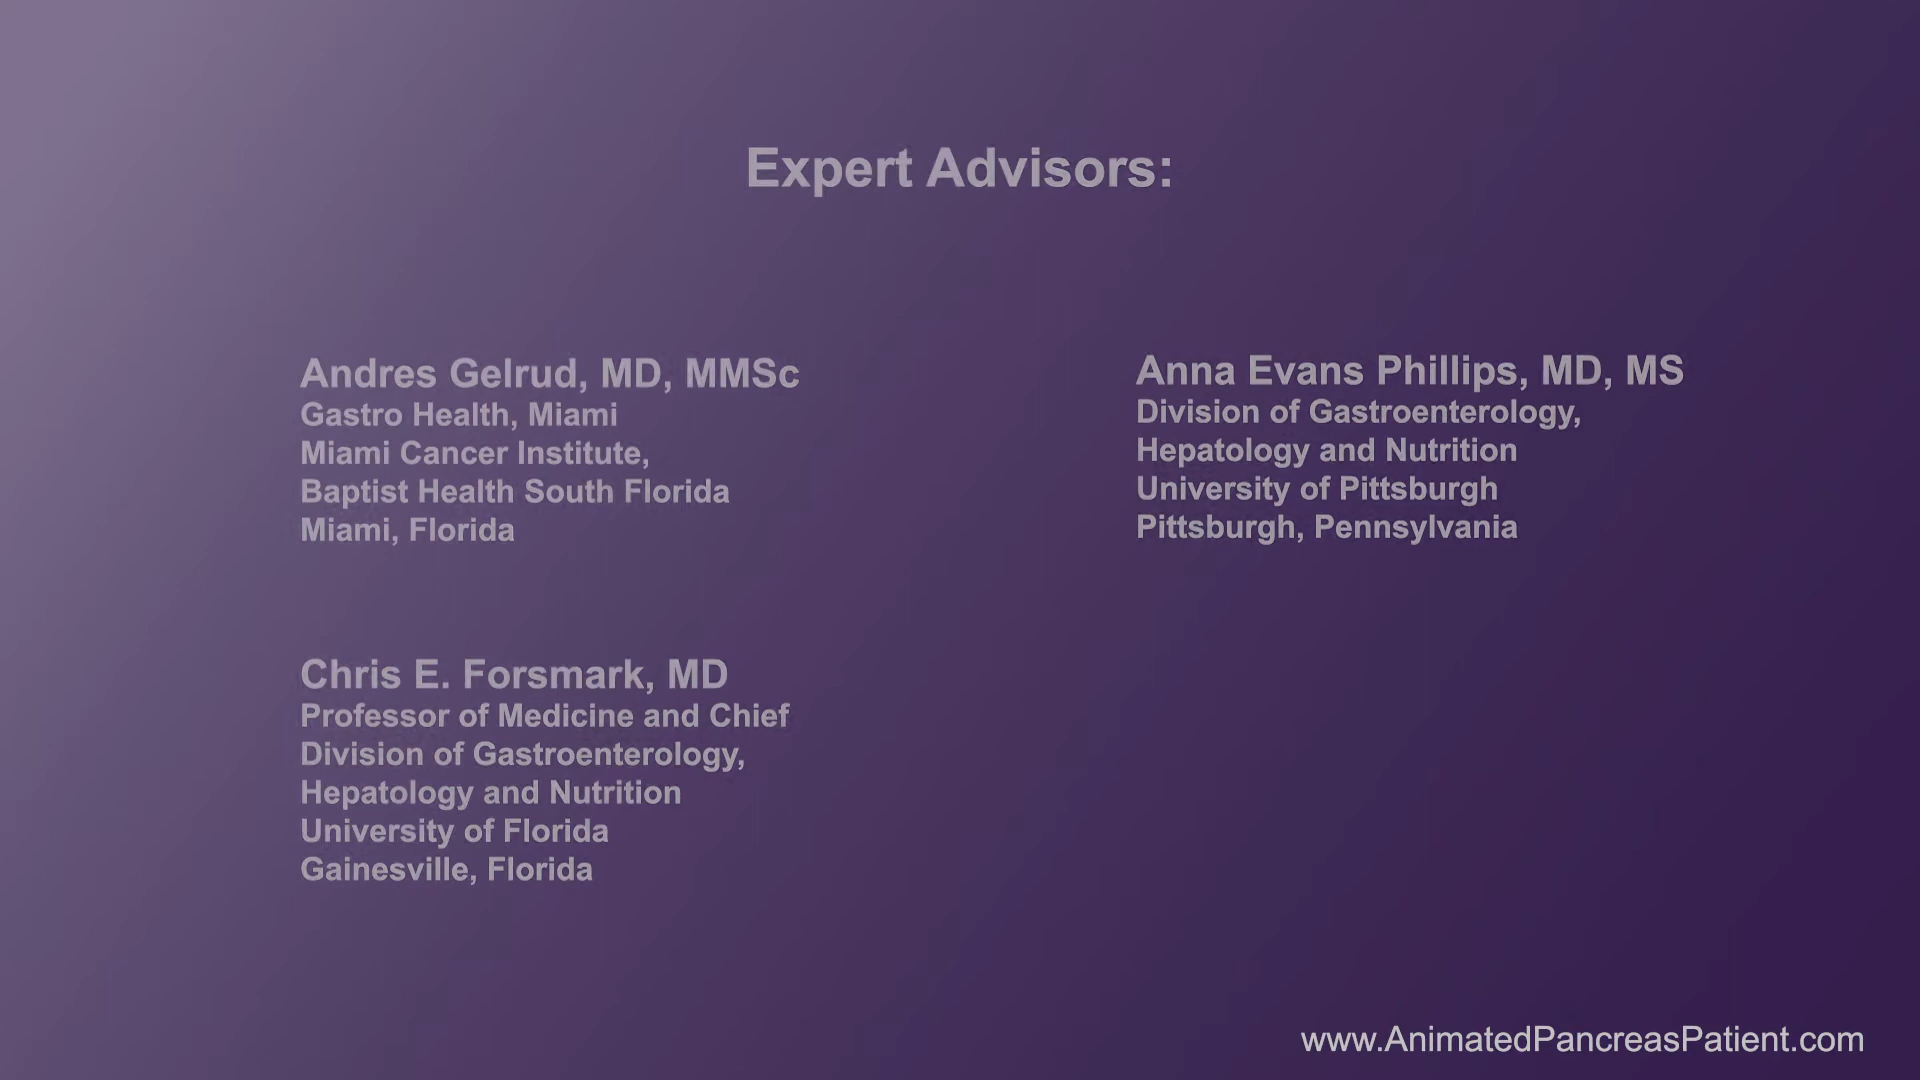 Expert Advisors:
Andres Gelrud, MD, MMSc
Gastro Health, Miami
Miami Cancer Institute,
Baptist Health South Florida
Miami, Florida
Anna Evans Phillips, MD, MS
Division of Gastroenterology,
Hepatology and Nutrition
University of Pittsburgh
Pittsburgh, Pennsylvania
Chris E. Forsmark, MD
Professor of Medicine and Chief
Division of Gastroenterology,
Hepatology and Nutrition
University of Florida
Gainesville, Florida
www.AnimatedPancreasPatient.com